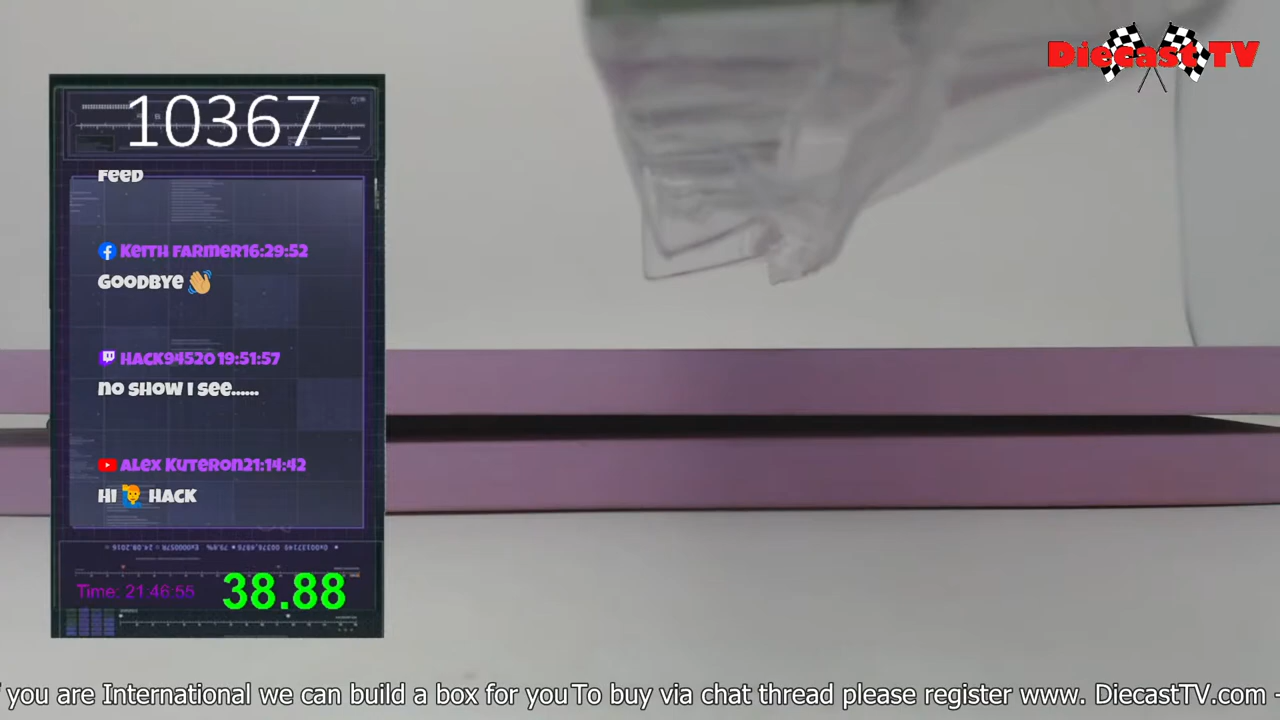 Diecast TV
10367
FEED
Keith Farmer16:29:52
GOODBYE 👋
HACK94520 19:51:57
no show I see......
Alex Kuteron21:14:42
HI 🙋 HACK
Time: 21:46:55
38.88
you are International we can build a box for you To buy via chat thread please register www. DiecastTV.com -